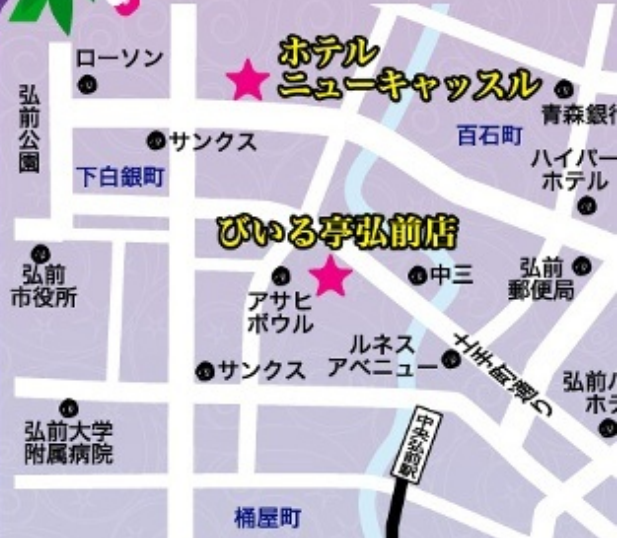 ローソン
ホテル
ニューキャッスル
弘前公園
青森銀行
サンクス
百石町
ハイパー
ホテル
下白銀町
びいる亭弘前店
弘前
市役所
アサヒ
ボウル
中三
弘前
郵便局
ルネス
アベニュー
土手町通り
サンクス
弘前パ
ホテ
弘前大学
附属病院
中央弘前駅
桶屋町